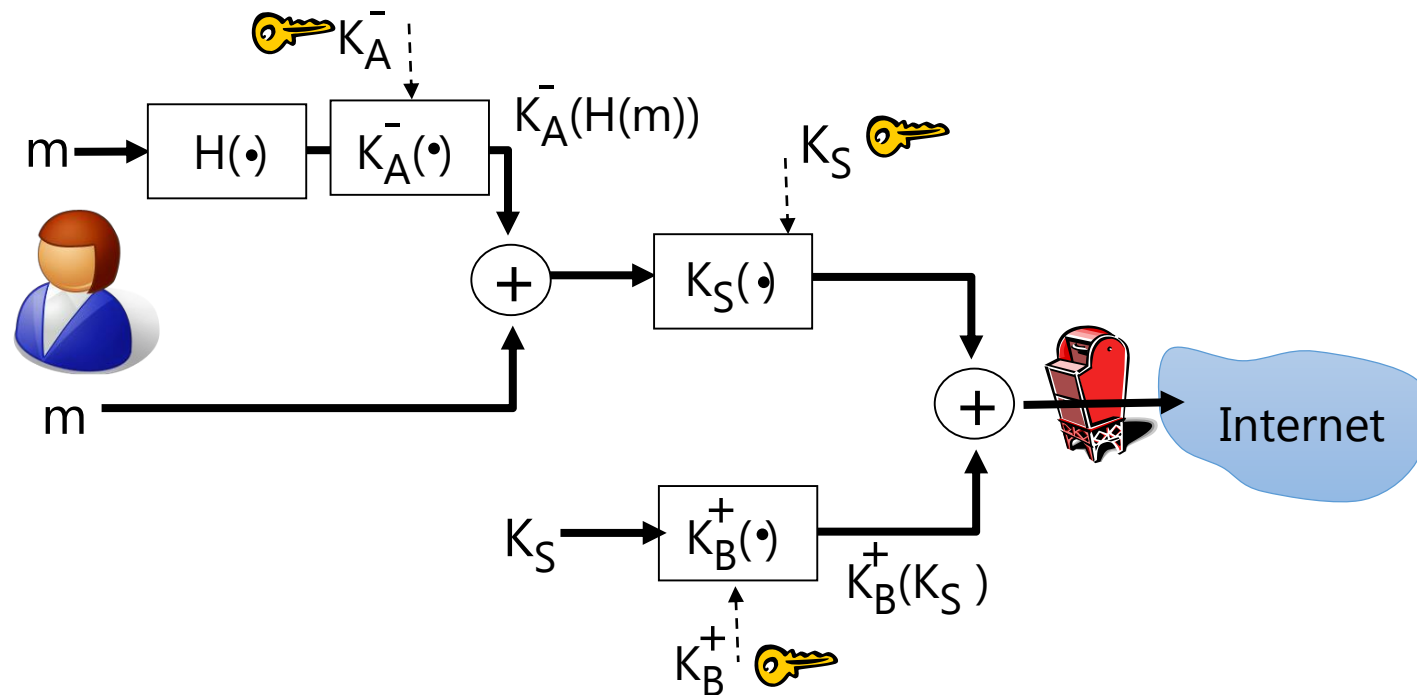 K_A^-
K_A^-(H(m))
m
H(•)
K_A^-(•)
K_S
+
K_S(•)
m
+
Internet
K_S
K_B^+(•)
K_B^+(K_S)
K_B^+